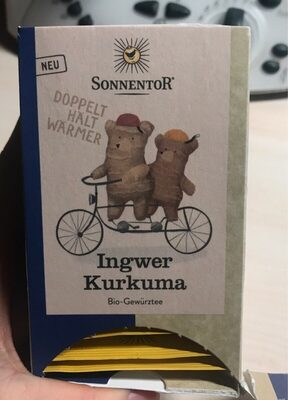 SONNENTOR®
NEU
DOPPELT
HÄLT
WÄRMER
Ingwer
Kurkuma
Bio-Gewürztee